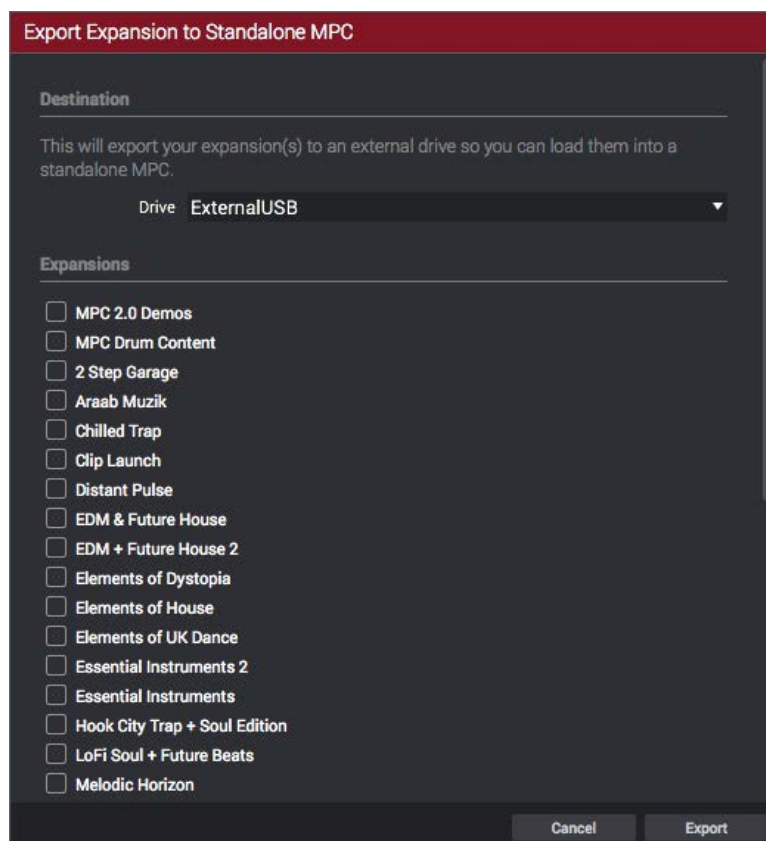 Export Expansion to Standalone MPC
Destination
This will export your expansion(s) to an external drive so you can load them into a
standalone MPC.
Drive ExternalUSB
Expansions
MPC 2.0 Demos
MPC Drum Content
2 Step Garage
Araab Muzik
Chilled Trap
Clip Launch
Distant Pulse
EDM & Future House
EDM + Future House 2
Elements of Dystopia
Elements of House
Elements of UK Dance
Essential Instruments 2
Essential Instruments
Hook City Trap + Soul Edition
LoFi Soul + Future Beats
Melodic Horizon
Cancel Export